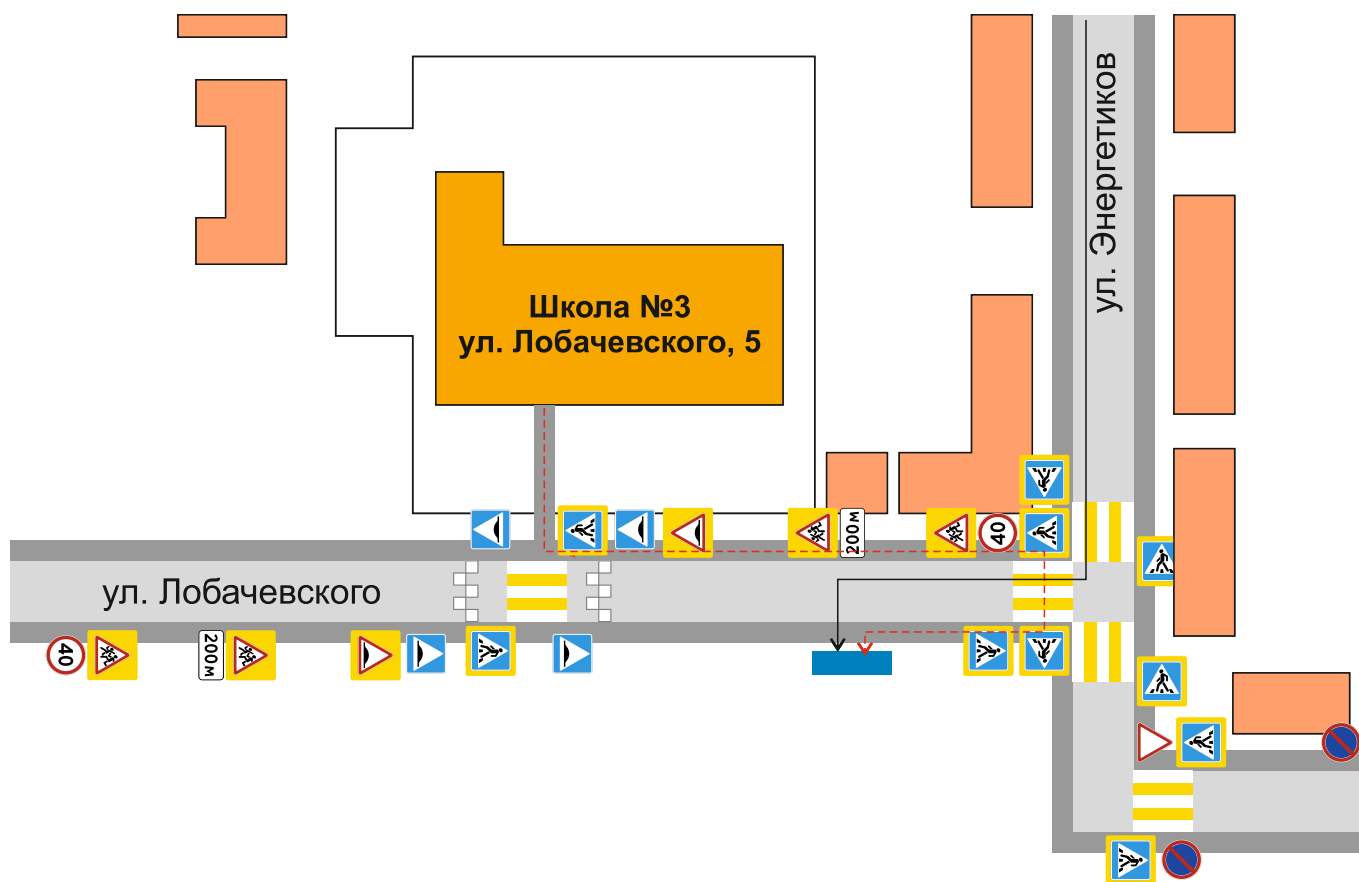 ул. Энергетиков
Школа №3
ул. Лобачевского, 5
200 м
40
ул. Лобачевского
40
200 м